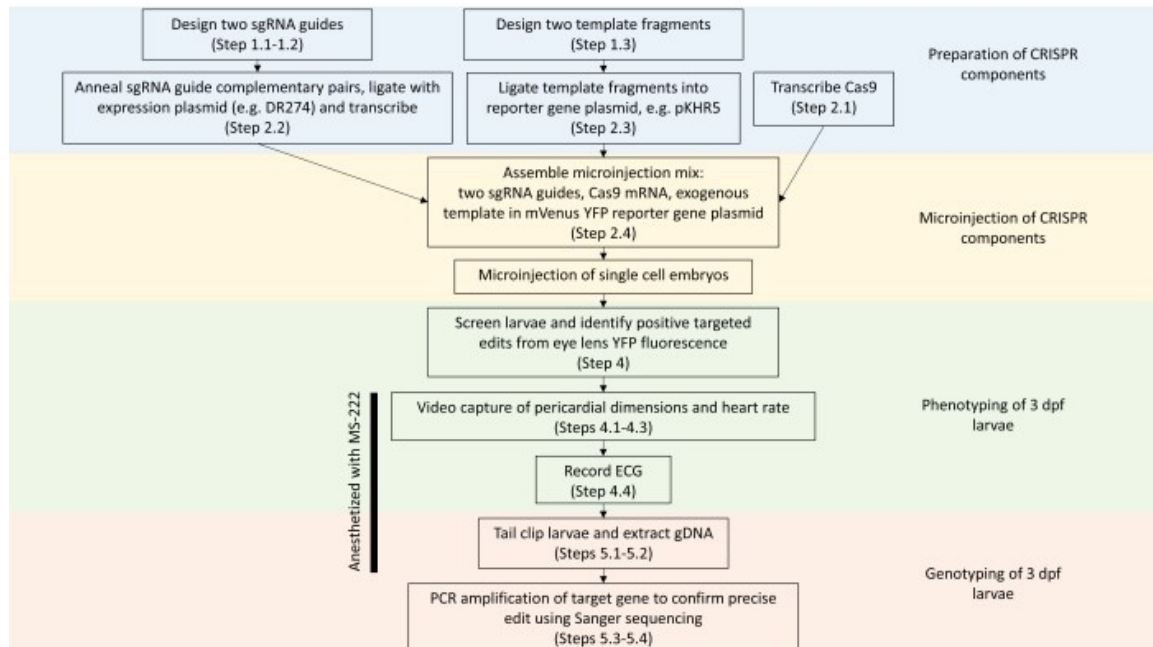 Design two sgRNA guides
(Step 1.1-1.2)
Design two template fragments
(Step 1.3)
Preparation of CRISPR
components
Anneal sgRNA guide complementary pairs, ligate with
expression plasmid (e.g. DR274) and transcribe
(Step 2.2)
Ligate template fragments into
reporter gene plasmid, e.g. pKHR5
(Step 2.3)
Transcribe Cas9
(Step 2.1)
Assemble microinjection mix:
two sgRNA guides, Cas9 mRNA, exogenous
template in mVenus YFP reporter gene plasmid
(Step 2.4)
Microinjection of CRISPR
components
Microinjection of single cell embryos
Screen larvae and identify positive targeted
edits from eye lens YFP fluorescence
(Step 4)
Video capture of pericardial dimensions and heart rate
(Steps 4.1-4.3)
Phenotyping of 3 dpf
larvae
Record ECG
(Step 4.4)
Anesthetized with MS-222
Tail clip larvae and extract gDNA
(Steps 5.1-5.2)
Genotyping of 3 dpf
larvae
PCR amplification of target gene to confirm precise
edit using Sanger sequencing
(Steps 5.3-5.4)